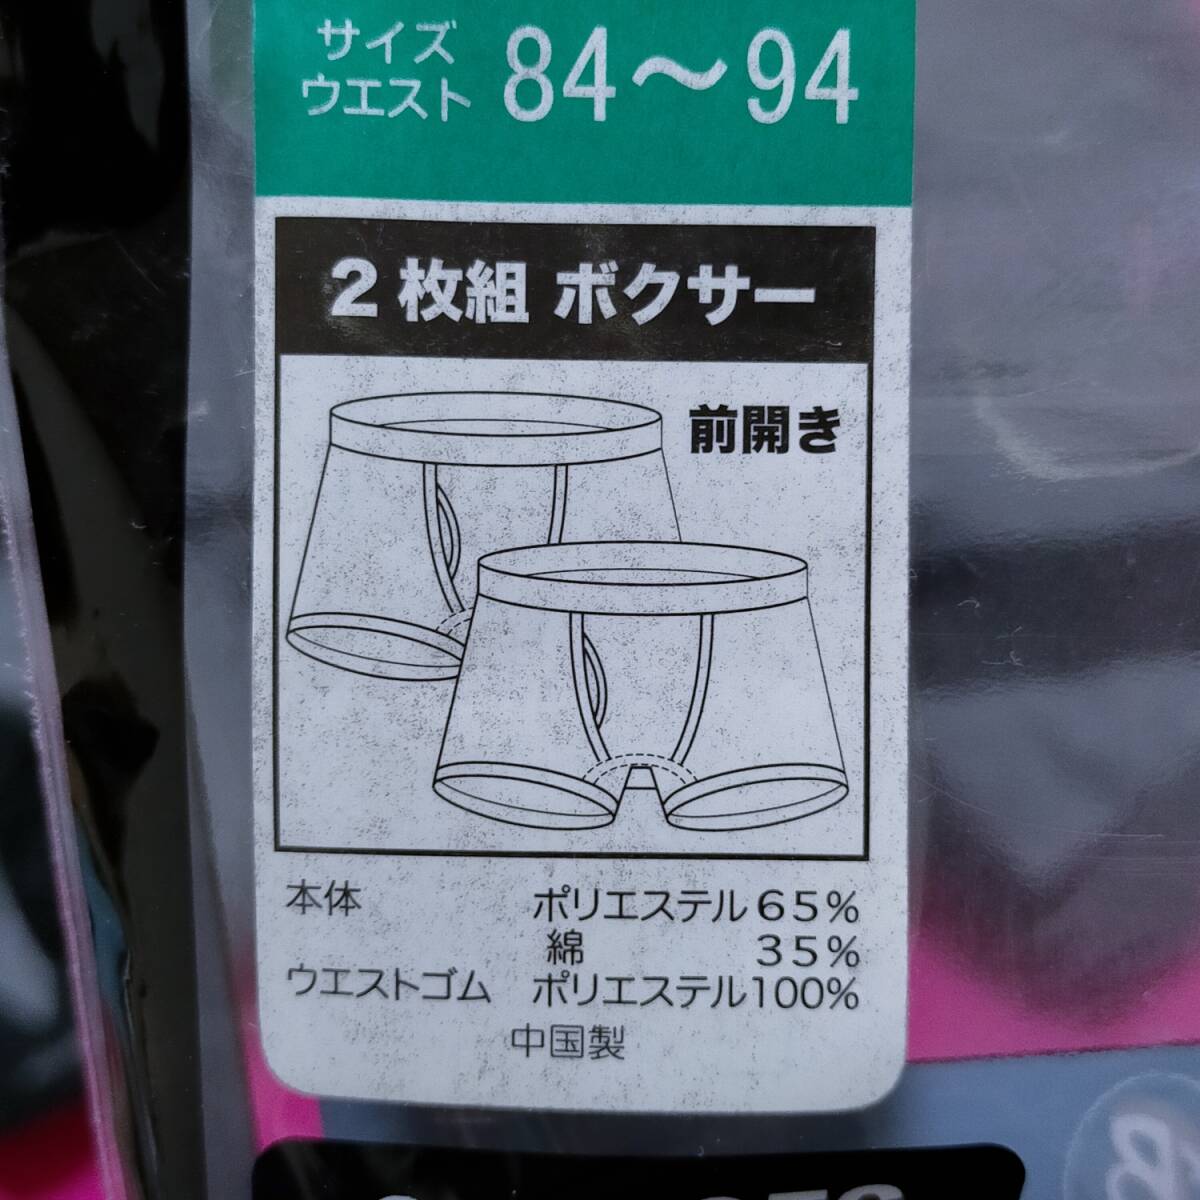 サイズ
ウエスト 84～94
2枚組 ボクサー
前開き
本体 ポリエステル65%
綿 35%
ウエストゴム ポリエステル100%
中国製